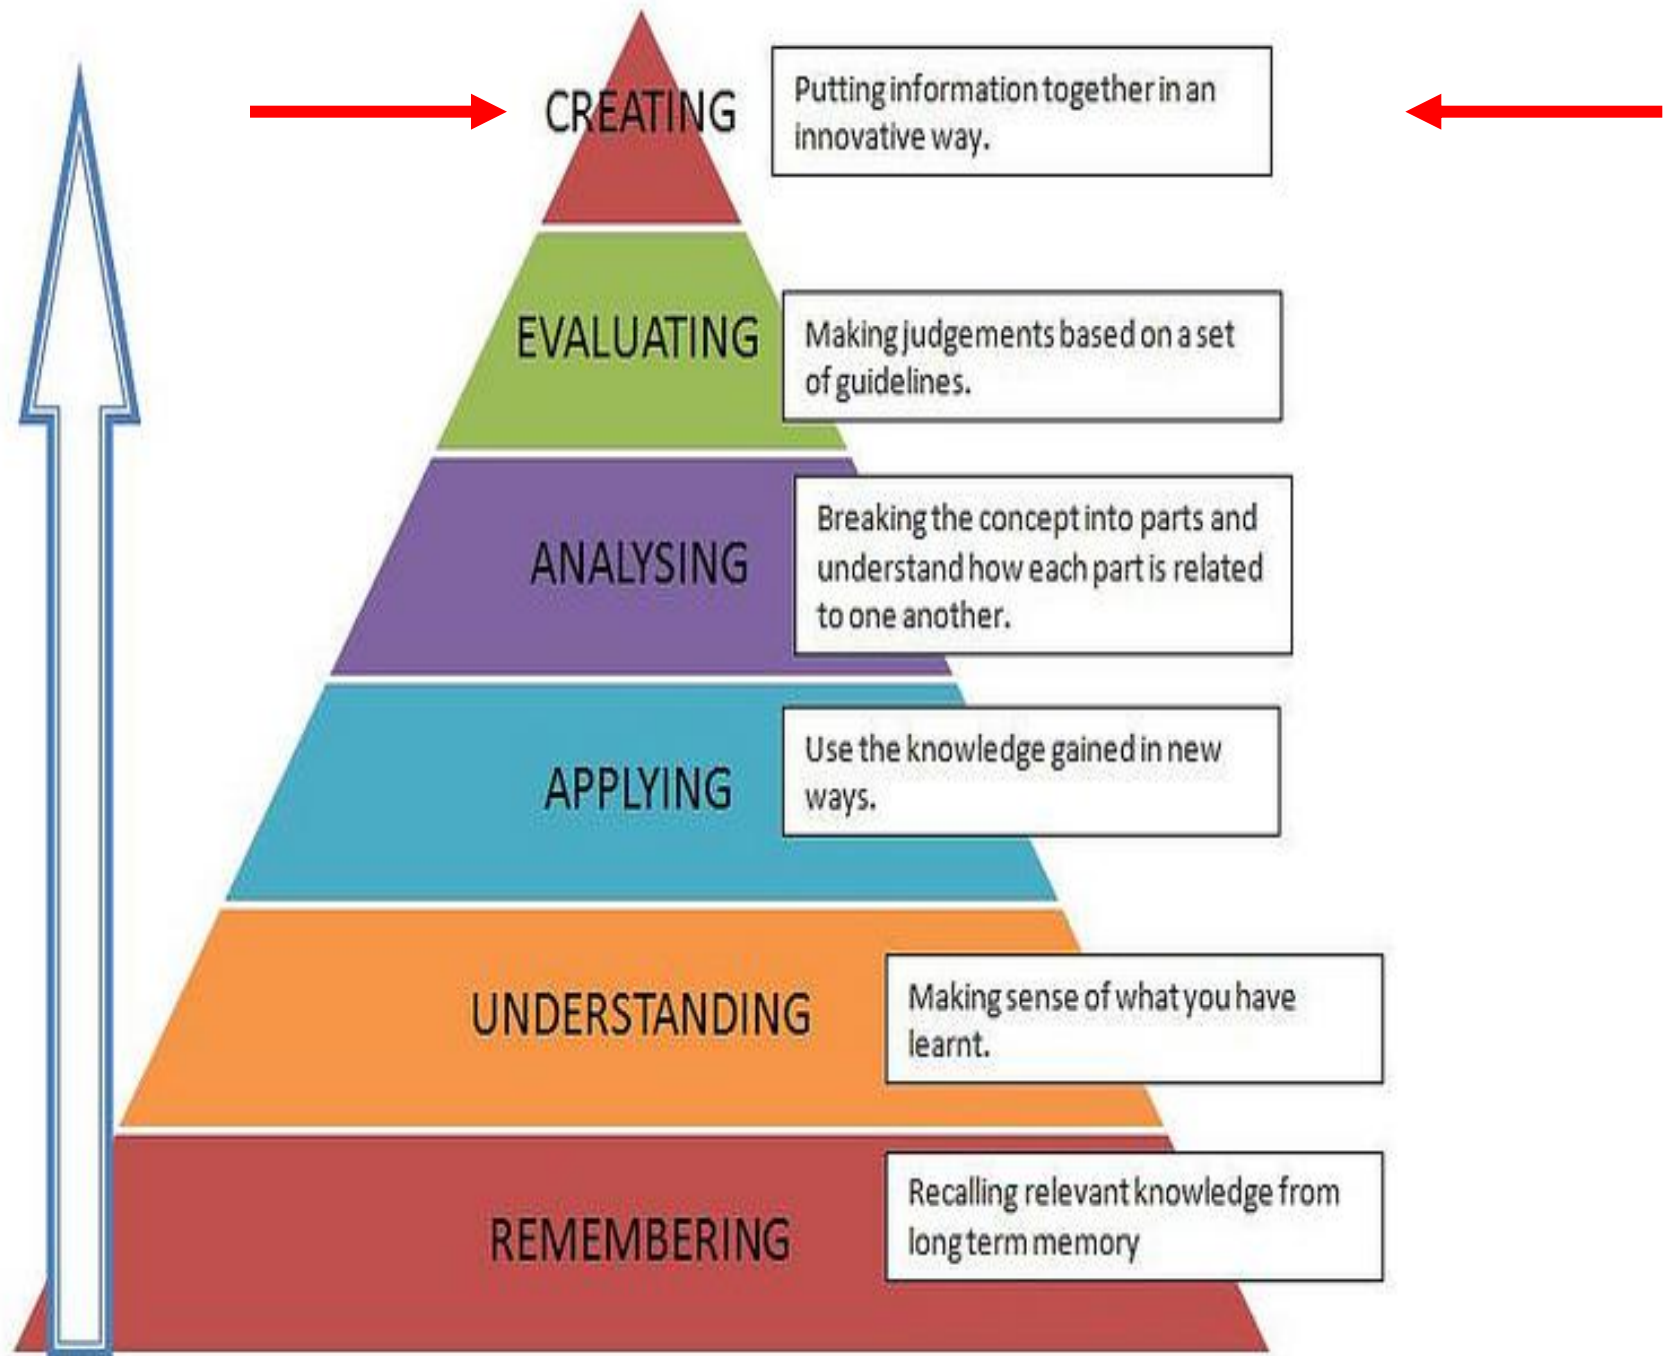 CREATING
Putting information together in an
innovative way.
EVALUATING
Making judgements based on a set
of guidelines.
ANALYSING
Breaking the concept into parts and
understand how each part is related
to one another.
APPLYING
Use the knowledge gained in new
ways.
UNDERSTANDING
Making sense of what you have
learnt.
REMEMBERING
Recalling relevant knowledge from
long term memory